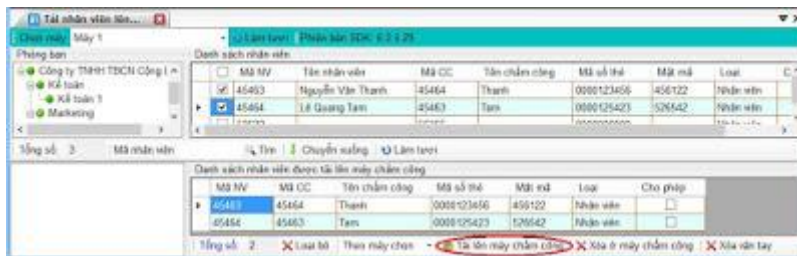 Tải nhân viên lên...
Chọn máy Máy 1 Làm tươi Phiên bản SDK: 6.2.5.25
Phòng ban Danh sách nhân viên
Công ty TNHH TBCN Công
Mã NV Tên nhân viên Mã CC Tên chấm công Mã số thẻ Mật mã Loại
Kế toán 45463 Nguyễn Văn Thanh 45464 Thanh 0000123456 456122 Nhân viên
Kế toán 1 45464 Lê Quang Tam 45463 Tam 0000125423 526542 Nhân viên
Marketing
Tổng số: 3 Mã nhân viên Tìm Chuyển xuống Làm tươi
Danh sách nhân viên được tải lên máy chấm công
Mã NV Mã CC Tên chấm công Mã số thẻ Mật mã Loại Cho phép
45463 45464 Thanh 0000123456 456122 Nhân viên
45464 45463 Tam 0000125423 526542 Nhân viên
Tổng số: 2 Loại bỏ Theo máy chọn Tải lên máy chấm công Xóa ở máy chấm công Xóa vân tay